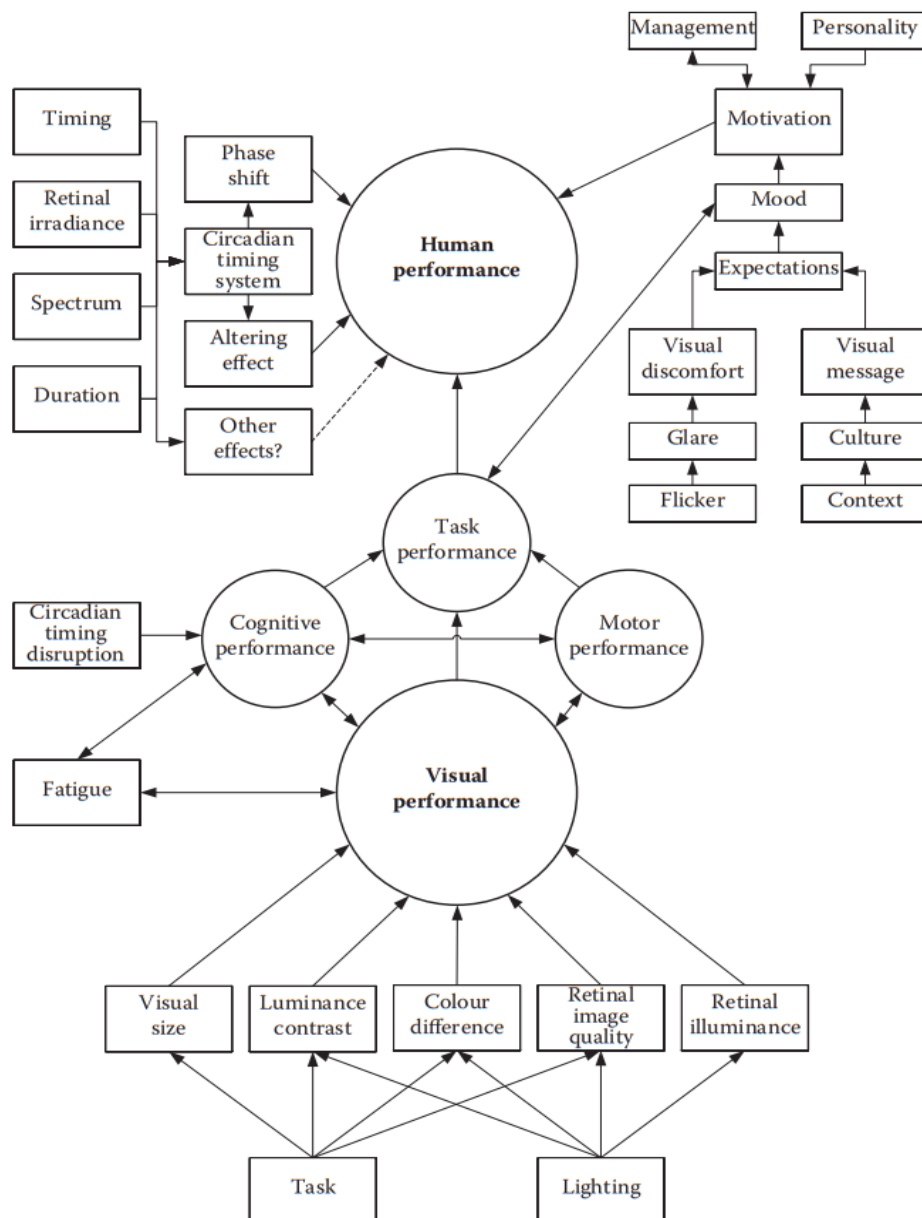 Management
Personality
Timing
Motivation
Phase
shift
Retinal
irradiance
Mood
Human
performance
Circadian
timing
system
Expectations
Spectrum
Altering
effect
Visual
discomfort
Visual
message
Duration
Other
effects?
Glare
Culture
Flicker
Context
Task
performance
Circadian
timing
disruption
Cognitive
performance
Motor
performance
Fatigue
Visual
performance
Visual
size
Luminance
contrast
Colour
difference
Retinal
image
quality
Retinal
illuminance
Task
Lighting